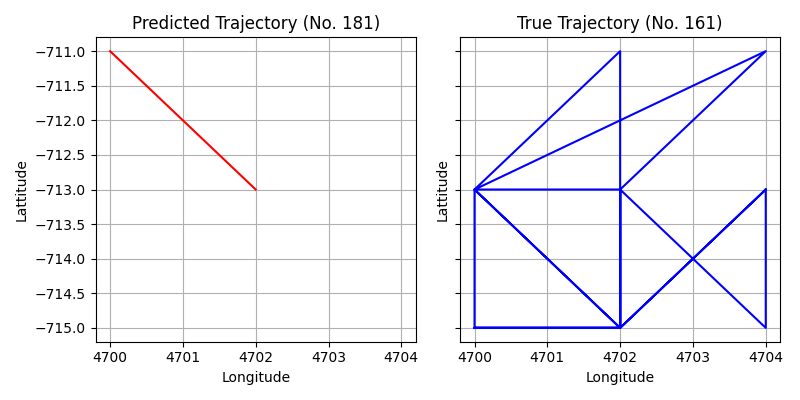 Predicted Trajectory (No. 181)
−711.0
−711.5
−712.0
−712.5
−713.0
−713.5
−714.0
−714.5
−715.0
Lattitude
4700 4701 4702 4703 4704
Longitude
True Trajectory (No. 161)
Lattitude
4700 4701 4702 4703 4704
Longitude